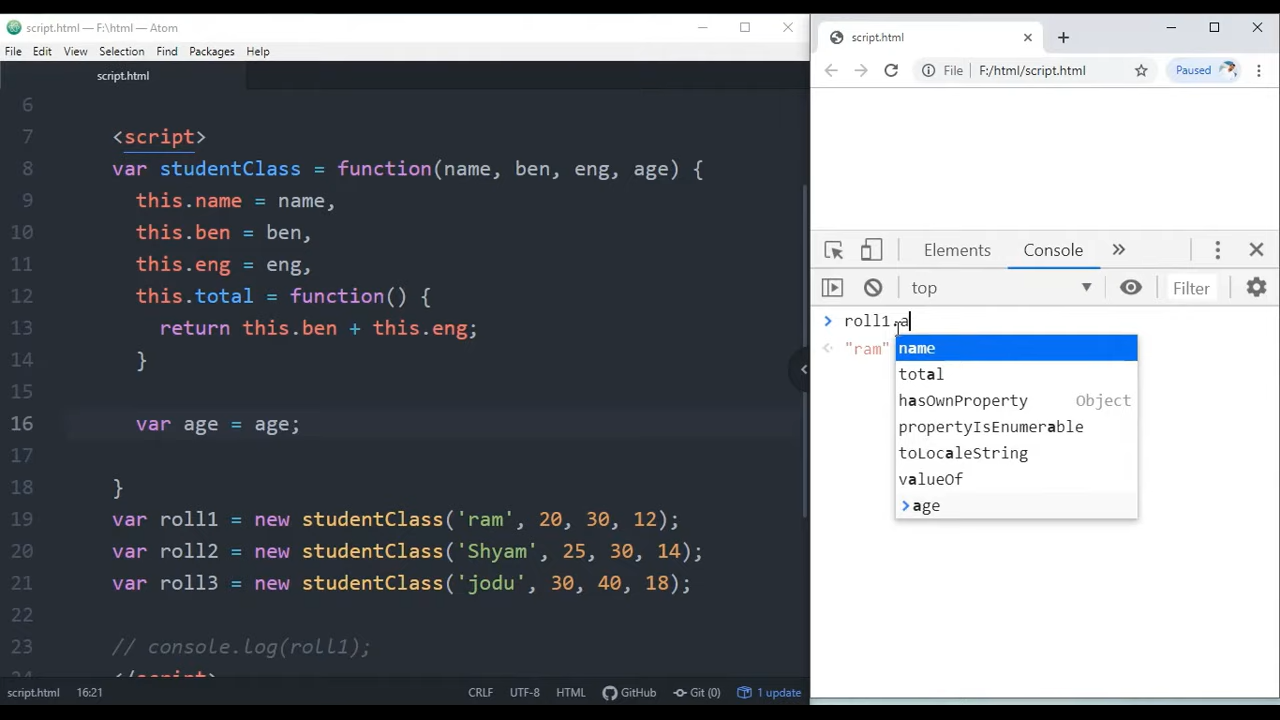 script.html — F:\html — Atom
File Edit View Selection Find Packages Help
script.html
6
7 <script>
8 var studentClass = function(name, ben, eng, age) {
9 this.name = name,
10 this.ben = ben,
11 this.eng = eng,
12 this.total = function() {
13 return this.ben + this.eng;
14 }
15
16 var age = age;
17
18 }
19 var roll1 = new studentClass('ram', 20, 30, 12);
20 var roll2 = new studentClass('Shyam', 25, 30, 14);
21 var roll3 = new studentClass('jodu', 30, 40, 18);
22
23 // console.log(roll1);
24 </script>
script.html 16:21 CRLF UTF-8 HTML GitHub Git (0) 1 update
script.html
File F:/html/script.html Paused
Elements Console »
top Filter
> roll1.a
"ram"
name
total
hasOwnProperty Object
propertyIsEnumerable
toLocaleString
valueOf
>age